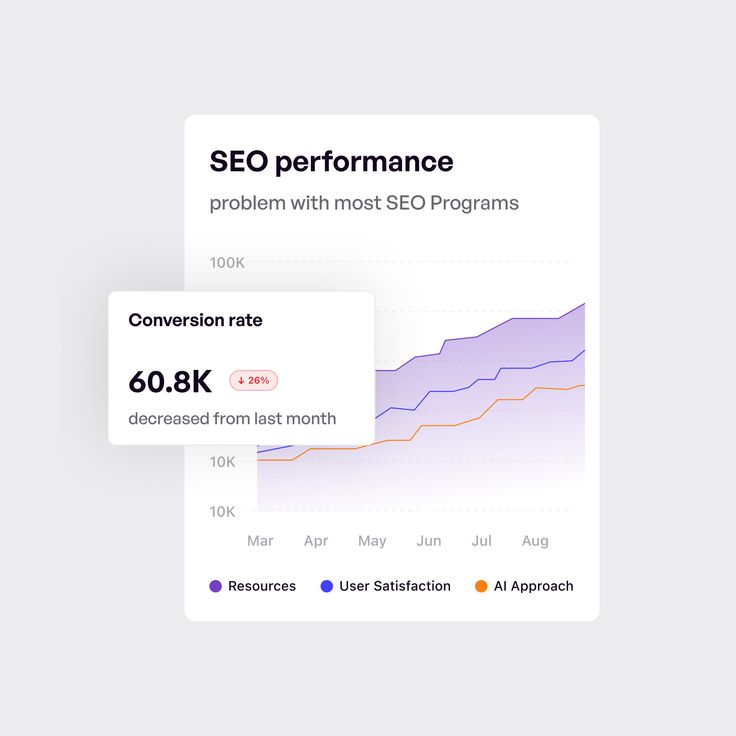 SEO performance
problem with most SEO Programs
100K
Conversion rate
60.8K ↓ 26%
decreased from last month
10K
10K
Mar Apr May Jun Jul Aug
Resources User Satisfaction AI Approach